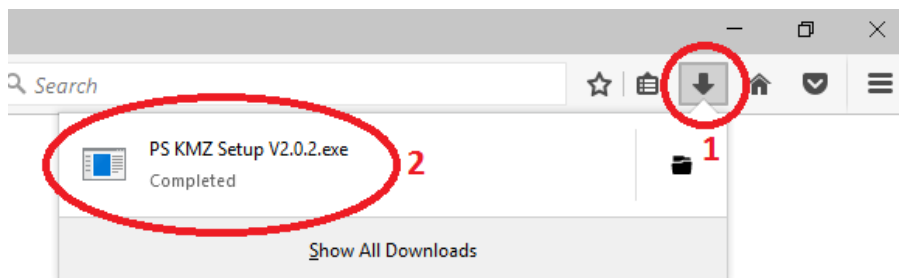 Search
1
PS KMZ Setup V2.0.2.exe
Completed
2
Show All Downloads